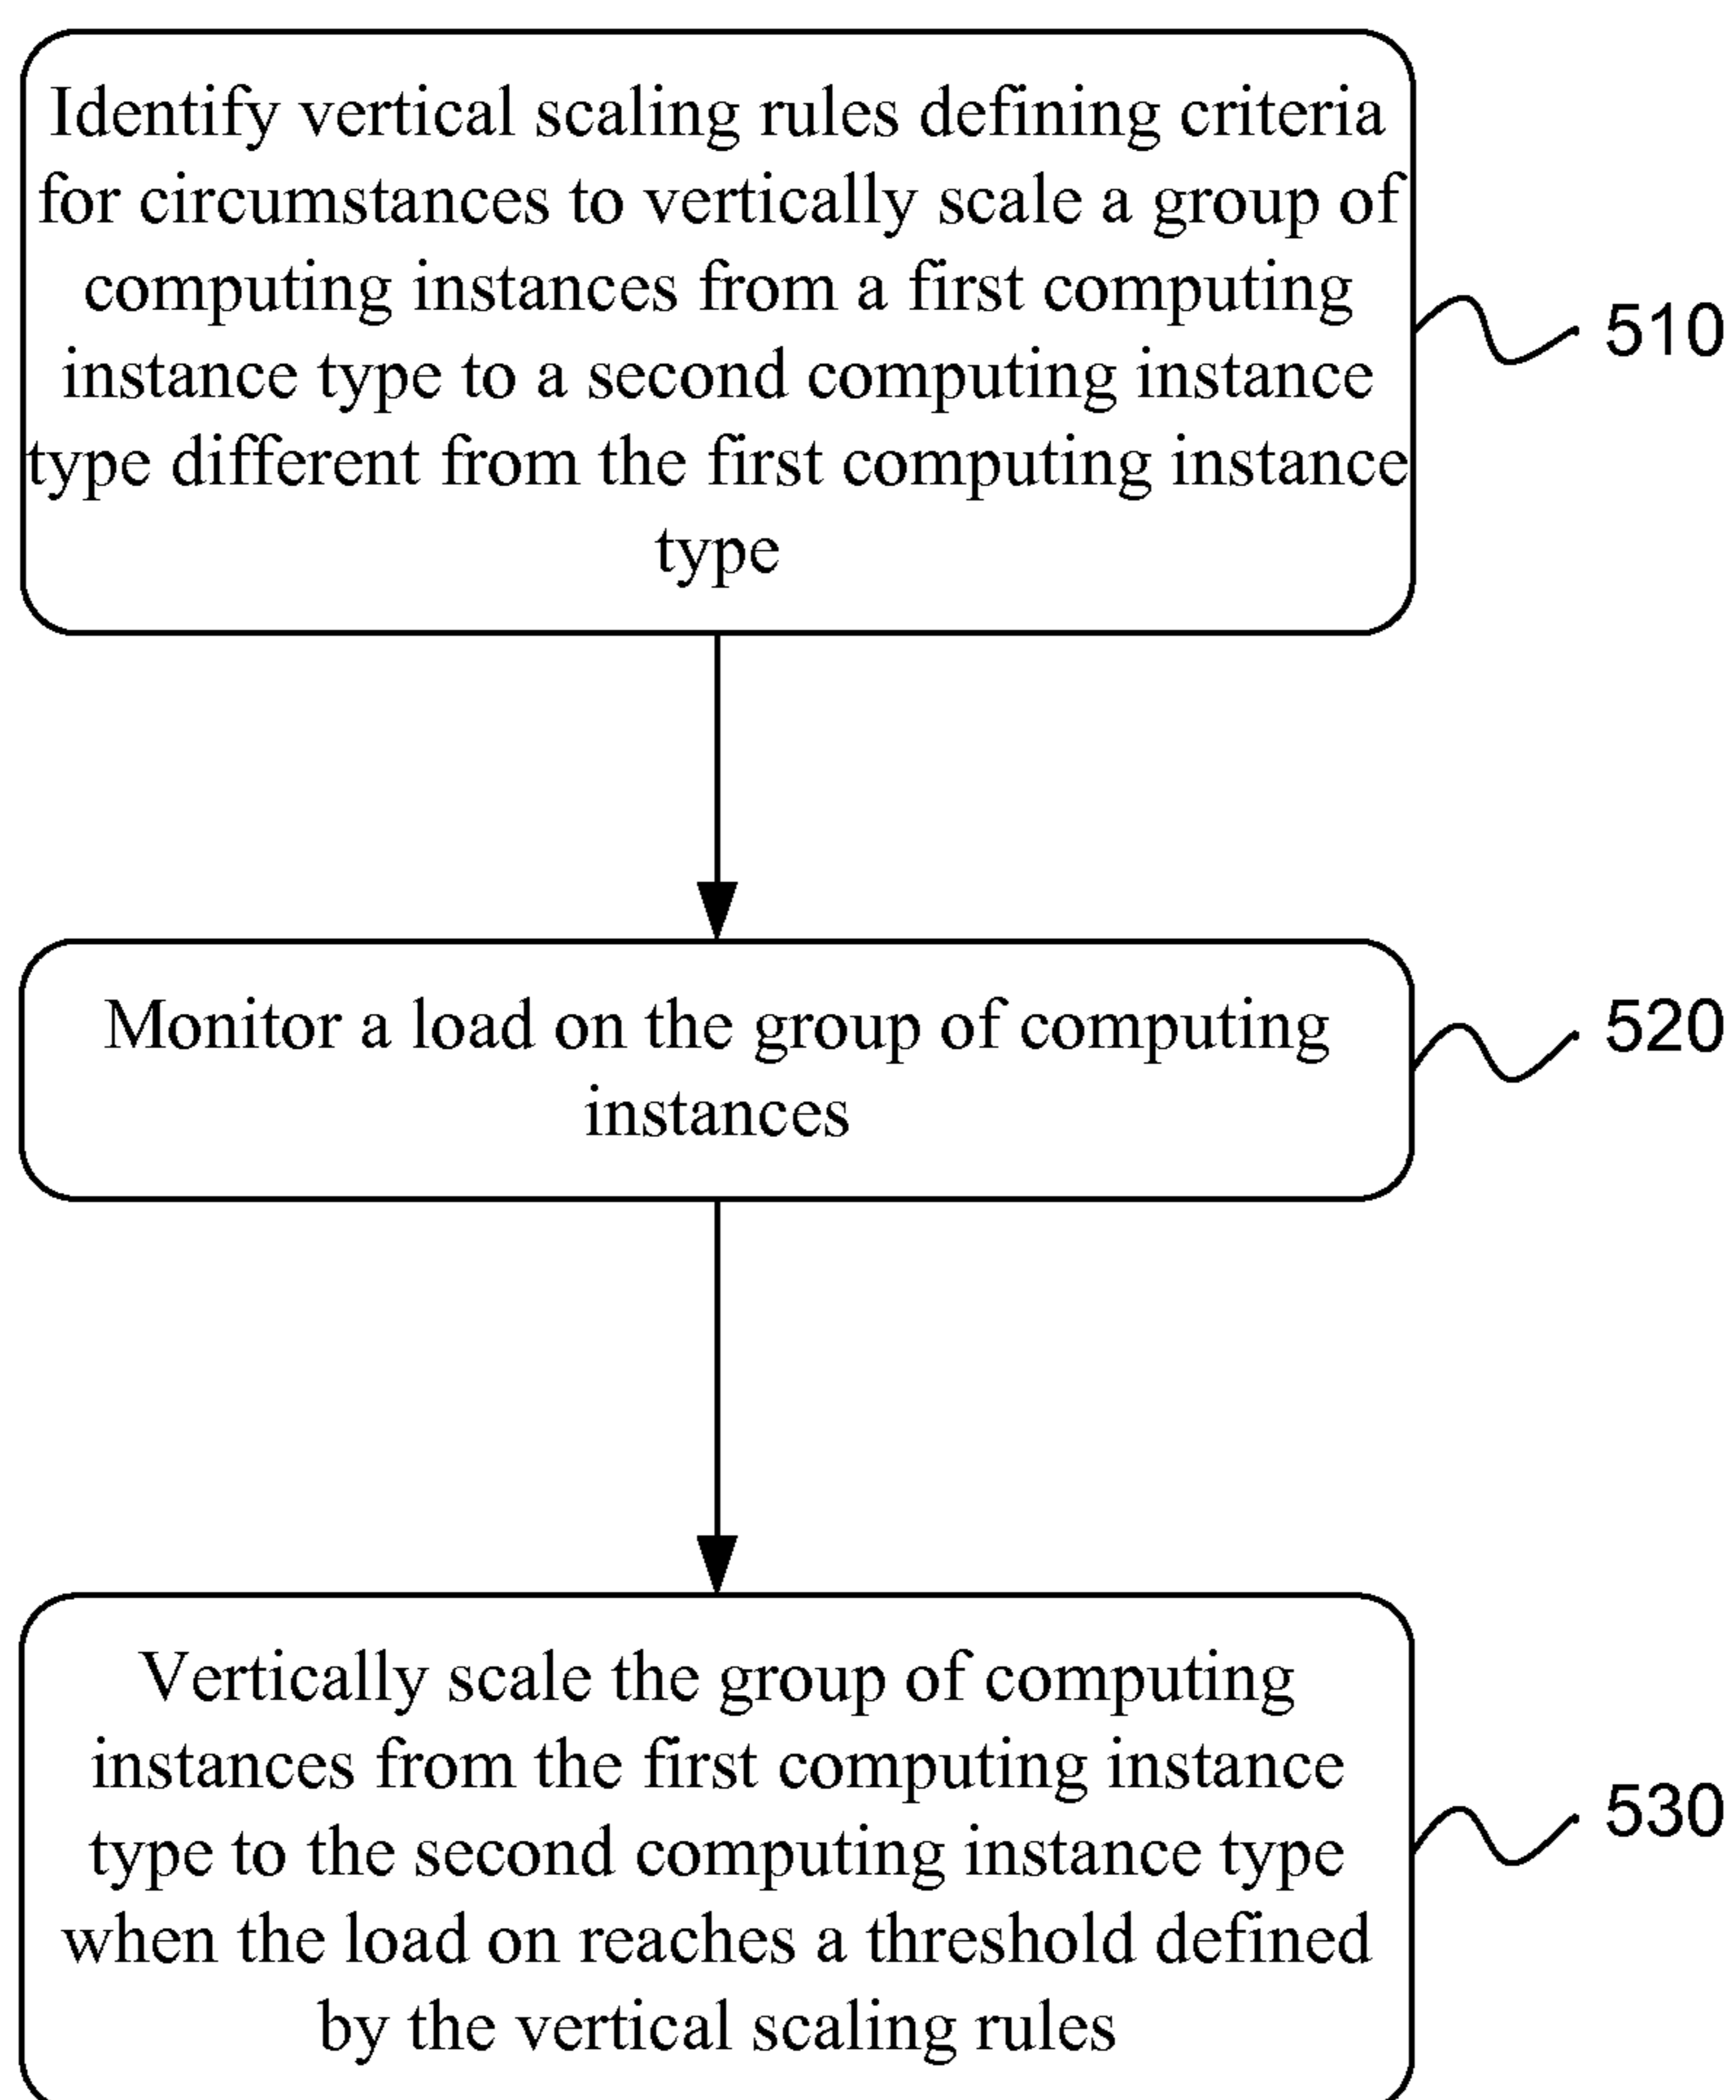 Identify vertical scaling rules defining criteria
for circumstances to vertically scale a group of
computing instances from a first computing
instance type to a second computing instance
type different from the first computing instance
type
510
Monitor a load on the group of computing
instances
520
Vertically scale the group of computing
instances from the first computing instance
type to the second computing instance type
when the load on reaches a threshold defined
by the vertical scaling rules
530